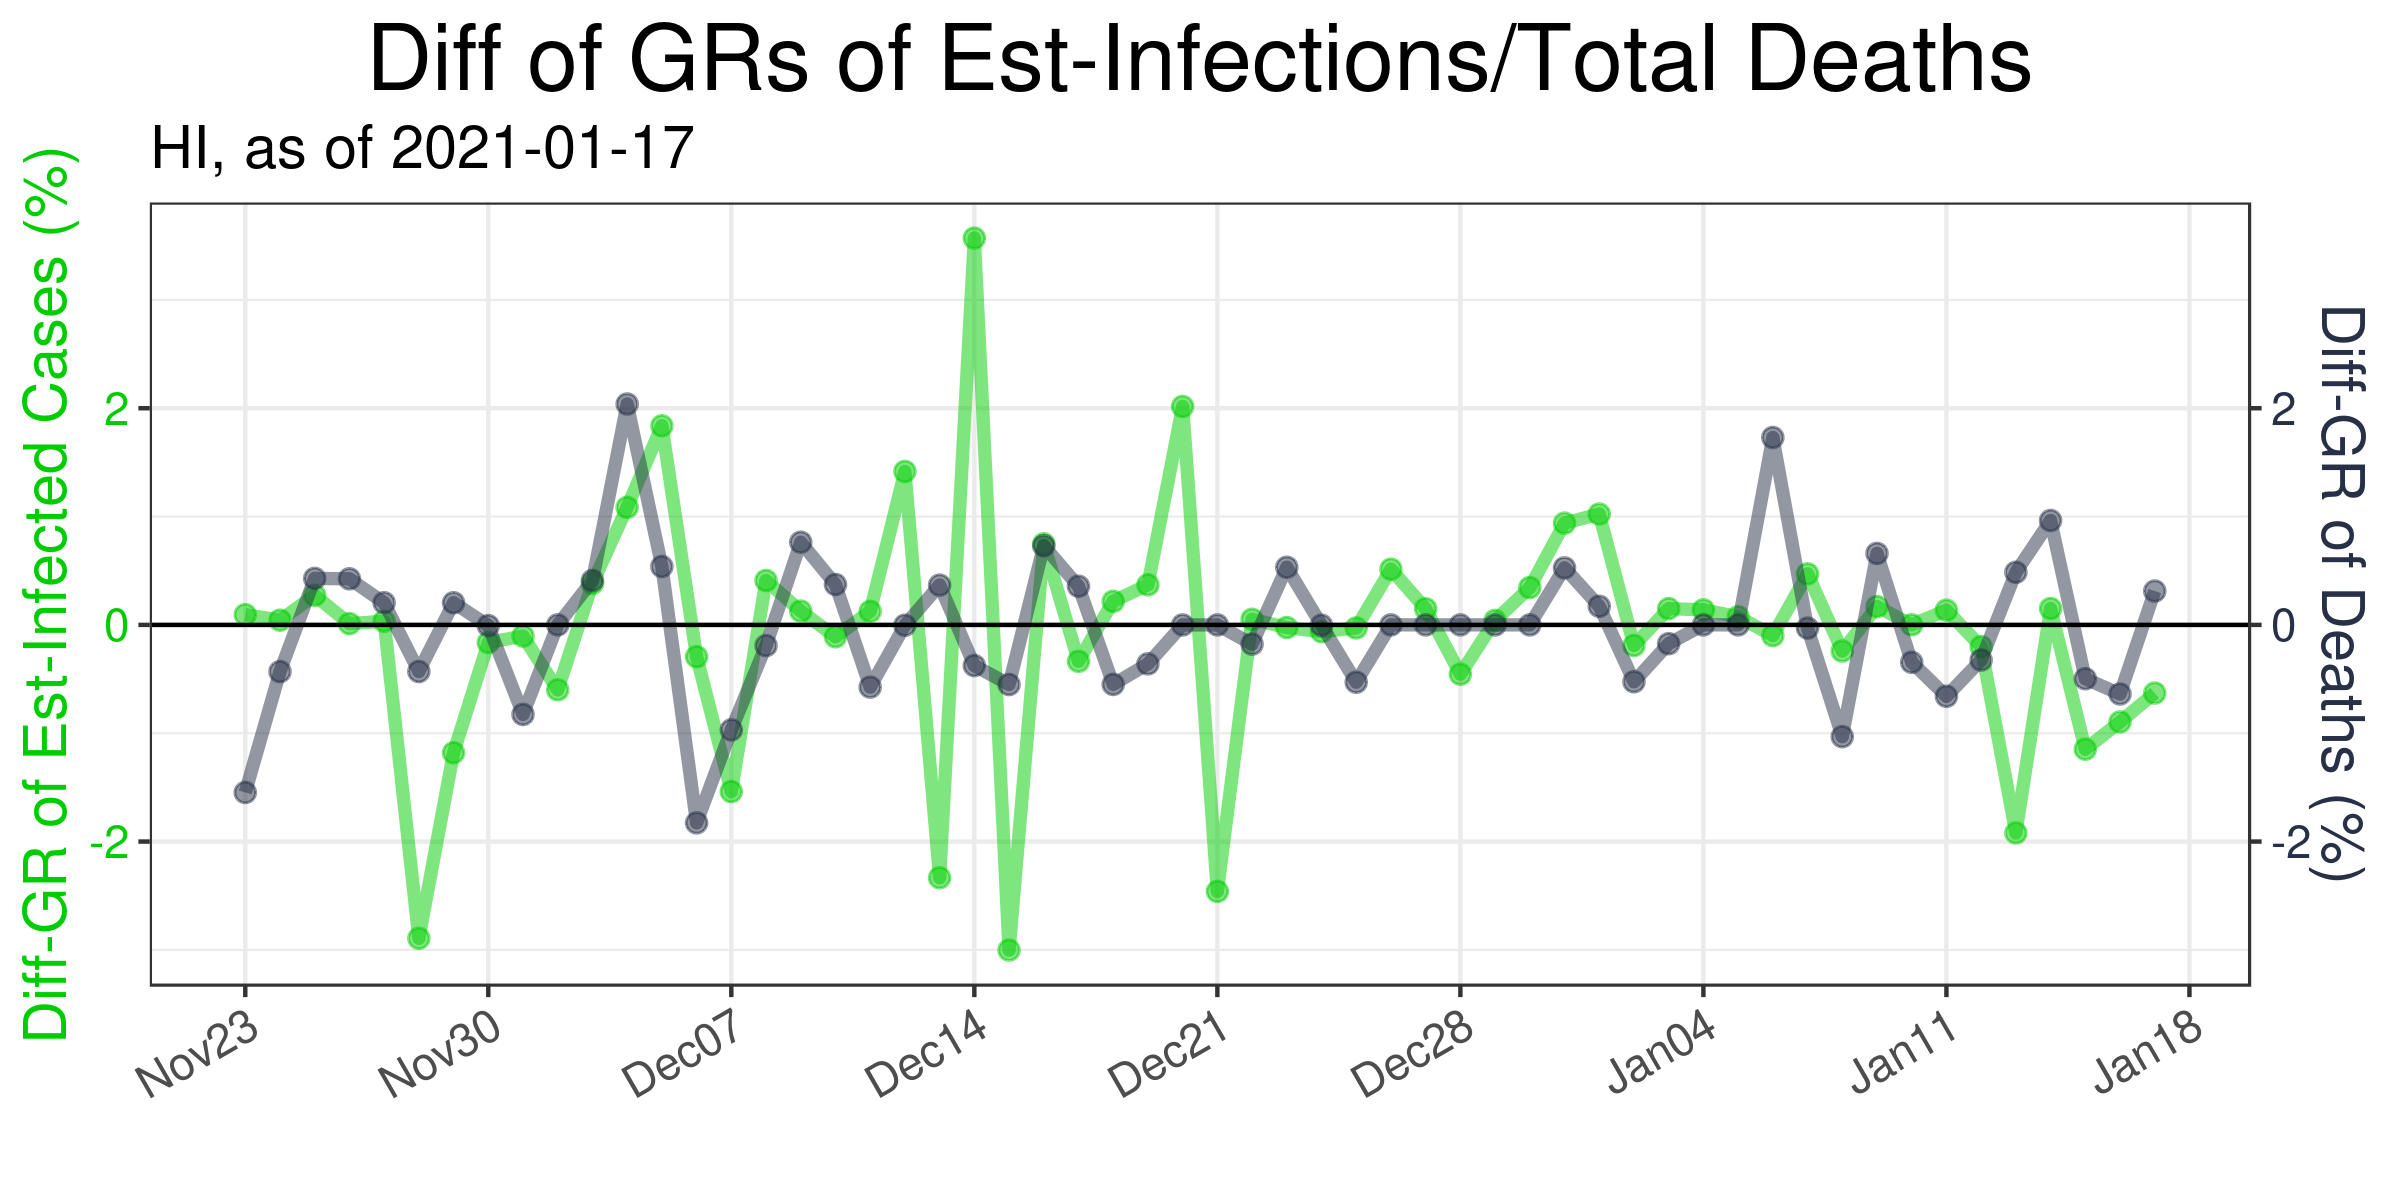 Diff of GRs of Est-Infections/Total Deaths
HI, as of 2021-01-17
Diff-GR of Est-Infected Cases (%)
2
0
-2
2
0
-2
Diff-GR of Deaths (%)
Nov23
Nov30
Dec07
Dec14
Dec21
Dec28
Jan04
Jan11
Jan18